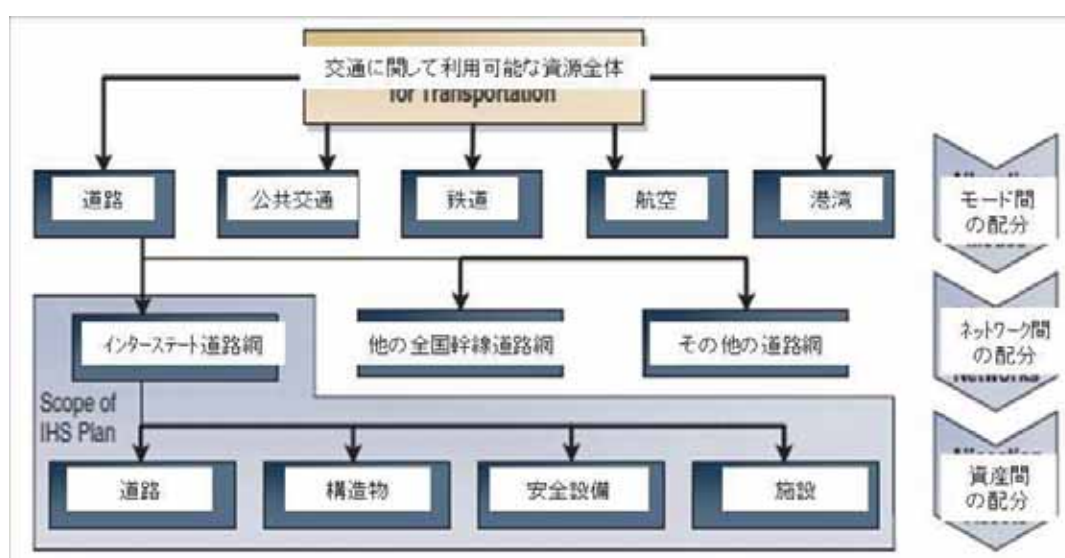 交通に関して利用可能な資源全体
for Transportation
道路
公共交通
鉄道
航空
港湾
モード間
の配分
インターステート道路網
他の全国幹線道路網
その他の道路網
ネットワーク間
の配分
Networks
Scope of
IHS Plan
道路
構造物
安全設備
施設
資産間
の配分